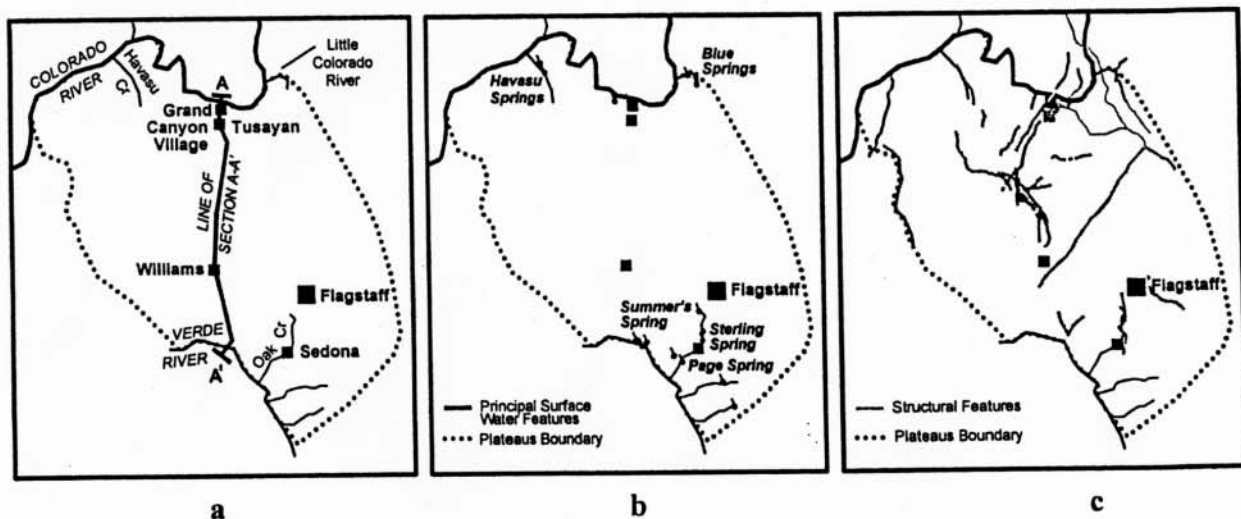 COLORADO
RIVER
Havasu
Cr
A
Little
Colorado
River
Grand
Canyon
Village
Tusayan
LINE OF
SECTION A-A'
Williams
Flagstaff
VERDE
RIVER
A'
Oak Cr
Sedona
a
Havasu
Springs
Blue
Springs
Flagstaff
Summer's
Spring
Sterling
Spring
Page Spring
Principal Surface
Water Features
Plateaus Boundary
b
Flagstaff
Structural Features
Plateaus Boundary
c